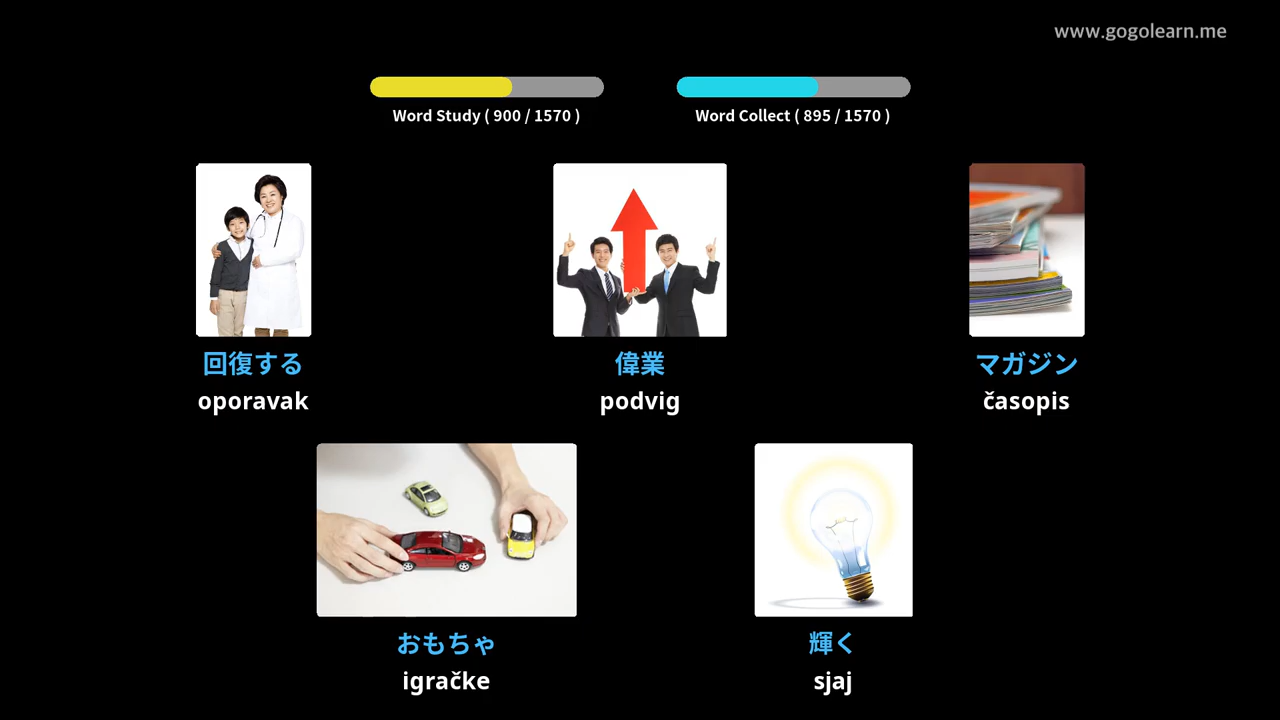 www.gogolearn.me
Word Study ( 900 / 1570 )
Word Collect ( 895 / 1570 )
回復する
oporavak
偉業
podvig
マガジン
časopis
おもちゃ
igračke
輝く
sjaj